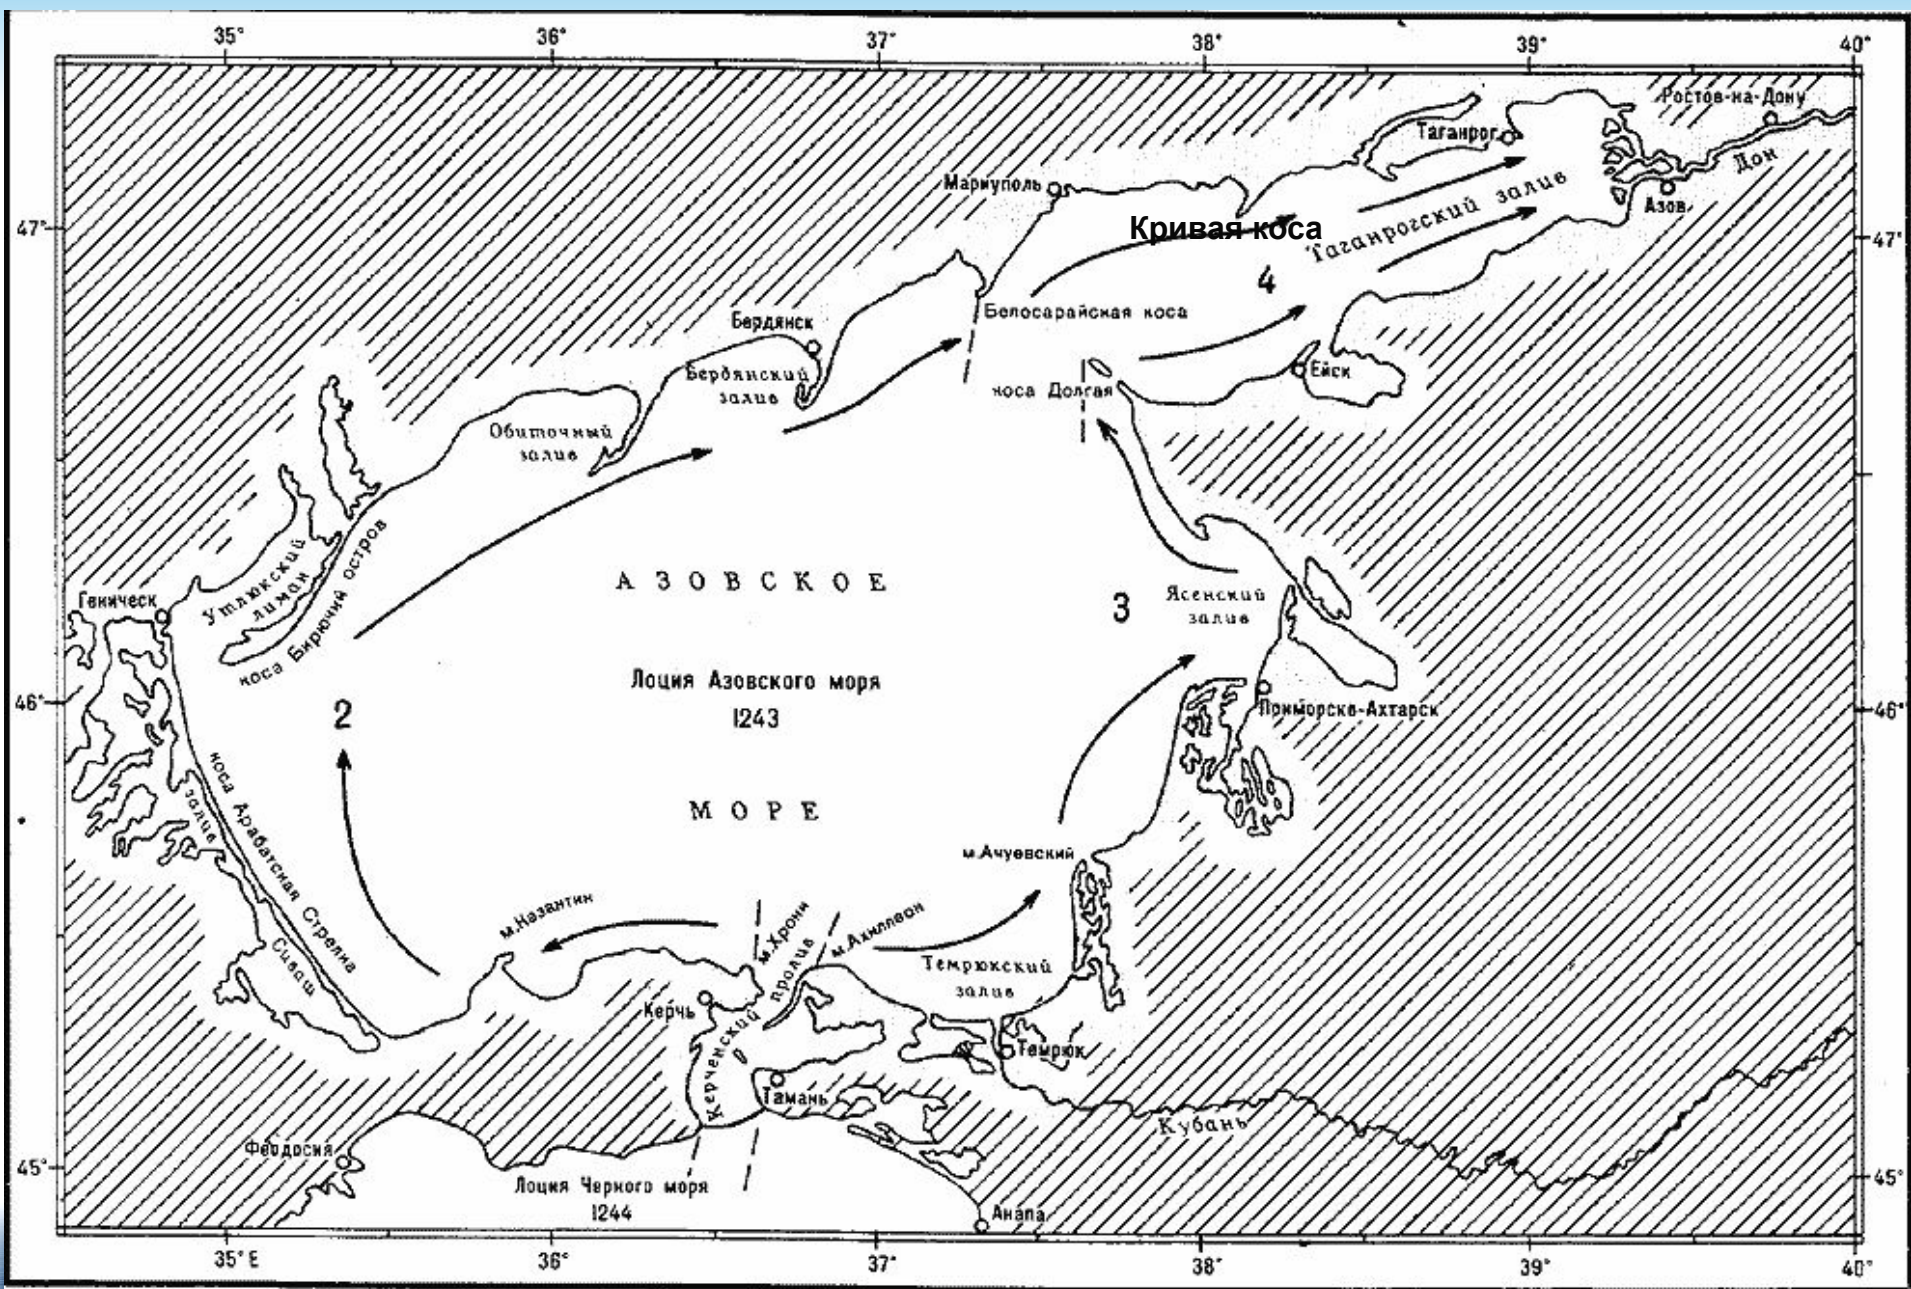 35°
36°
37°
38°
39°
40°
Ростов-на-Дону
Таганрог
Дон
Мариуполь
Азов
47°
Кривая коса
Таганрогский залив
47°
4
Белосарайская коса
Бердянск
Бердянский
залив
коса Долгая
Ейск
Обиточный
залив
Утлюкский
лиман
коса Бирючий остров
Геническ
АЗОВСКОЕ
3
Ясенский
залив
Лоция Азовского моря
1243
46°
2
Приморско-Ахтарск
46°
МОРЕ
коса Арабатская Стрелка
залив
Сиваш
м.Ачуевский
м.Казантип
м.Хрони
м.Ахиллеон
Темрюкский
залив
Керчь
Керченский
пролив
Темрюк
Тамань
Кубань
Феодосия
45°
45°
Лоция Черного моря
1244
Анапа
35° E
36°
37°
38°
39°
40°